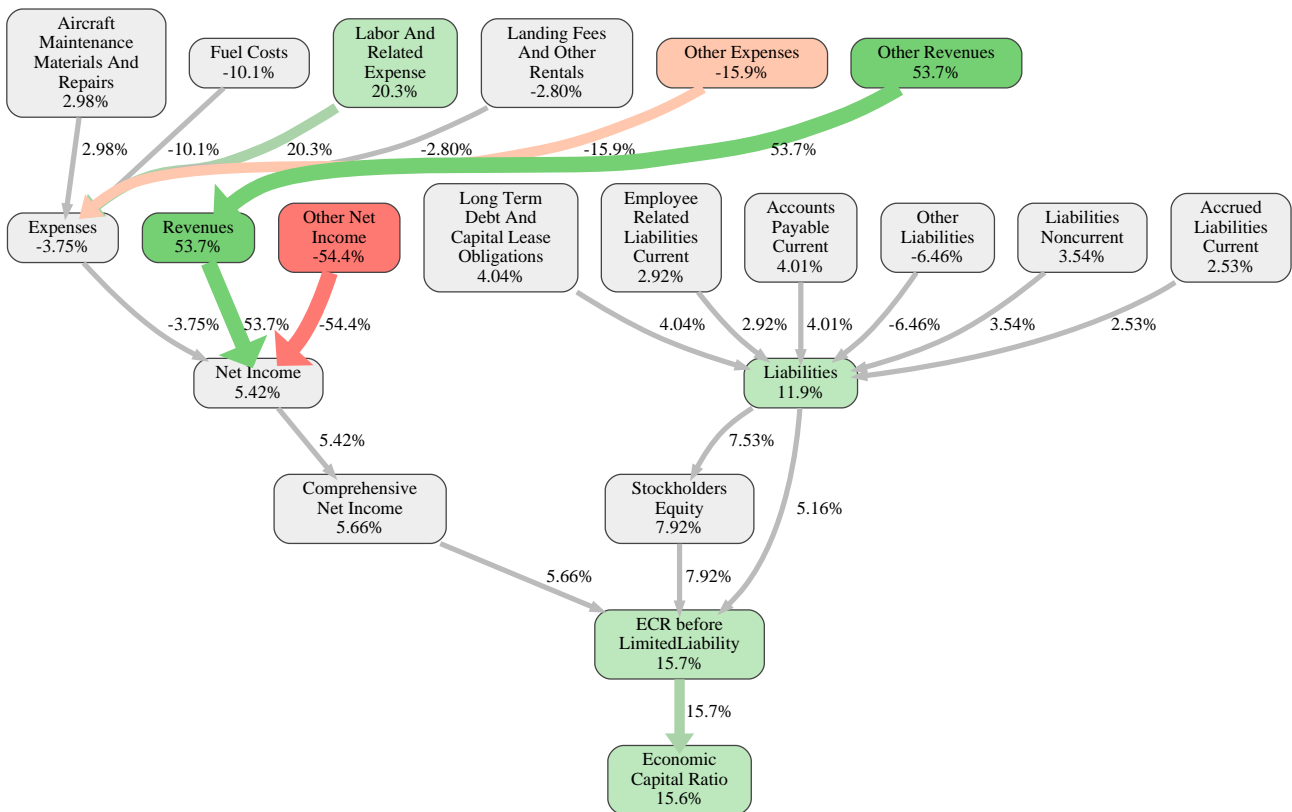 Aircraft
Maintenance
Materials And
Repairs
2.98%
Fuel Costs
-10.1%
Labor And
Related
Expense
20.3%
Landing Fees
And Other
Rentals
-2.80%
Other Expenses
-15.9%
Other Revenues
53.7%
2.98%
-10.1%
20.3%
-2.80%
-15.9%
53.7%
Expenses
-3.75%
Revenues
53.7%
Other Net
Income
-54.4%
Long Term
Debt And
Capital Lease
Obligations
4.04%
Employee
Related
Liabilities
Current
2.92%
Accounts
Payable
Current
4.01%
Other
Liabilities
-6.46%
Liabilities
Noncurrent
3.54%
Accrued
Liabilities
Current
2.53%
-3.75%
53.7%
-54.4%
4.04%
2.92%
4.01%
-6.46%
3.54%
2.53%
Net Income
5.42%
Liabilities
11.9%
5.42%
7.53%
Comprehensive
Net Income
5.66%
Stockholders
Equity
7.92%
5.16%
5.66%
7.92%
ECR before
LimitedLiability
15.7%
15.7%
Economic
Capital Ratio
15.6%